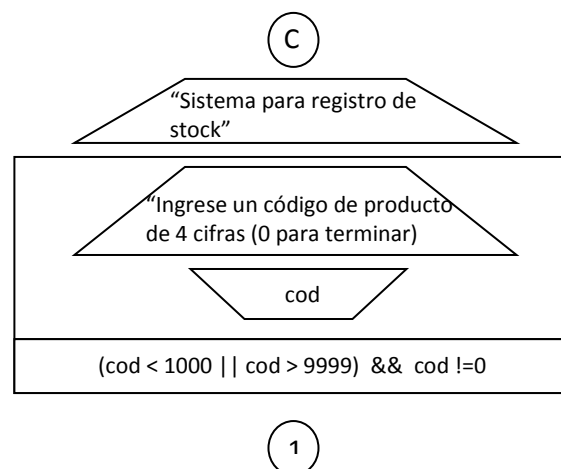 C
“Sistema para registro de
stock”
“Ingrese un código de producto
de 4 cifras (0 para terminar)
cod
(cod < 1000 || cod > 9999) && cod !=0
1